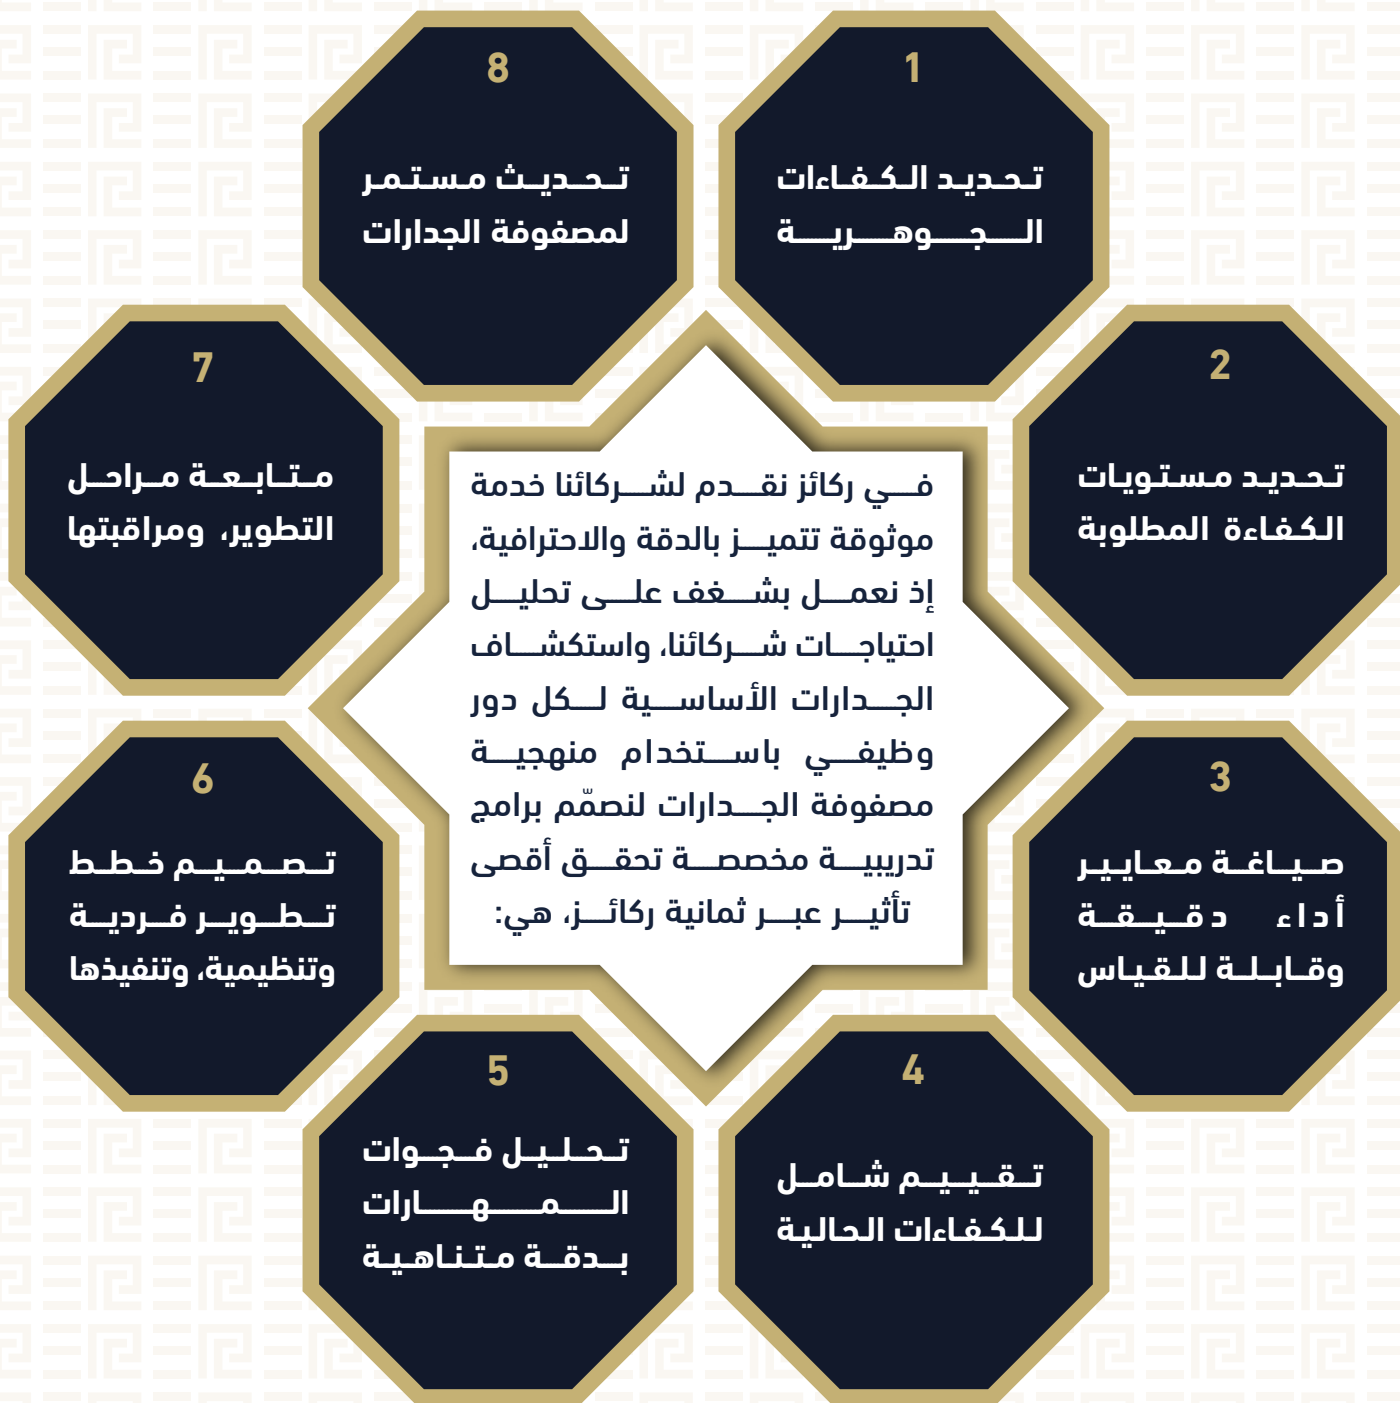 في ركائز نقدم لشركائنا خدمة
موثوقة تتميز بالدقة والاحترافية،
إذ نعمل بشغف على تحليل
احتياجات شركائنا، واستكشاف
الجدارات الأساسية لكل دور
وظيفي باستخدام منهجية
مصفوفة الجدارات لنصمّم برامج
تدريبية مخصصة تحقق أقصى
تأثير عبر ثمانية ركائز، هي:
1
تحديد الكفاءات
الجوهرية
2
تحديد مستويات
الكفاءة المطلوبة
3
صياغة معايير
أداء دقيقة
وقابلة للقياس
4
تقييم شامل
للكفاءات الحالية
5
تحليل فجوات
المهارات
بدقة متناهية
6
تصميم خطط
تطوير فردية
وتنظيمية، وتنفيذها
7
متابعة مراحل
التطوير، ومراقبتها
8
تحديث مستمر
لمصفوفة الجدارات